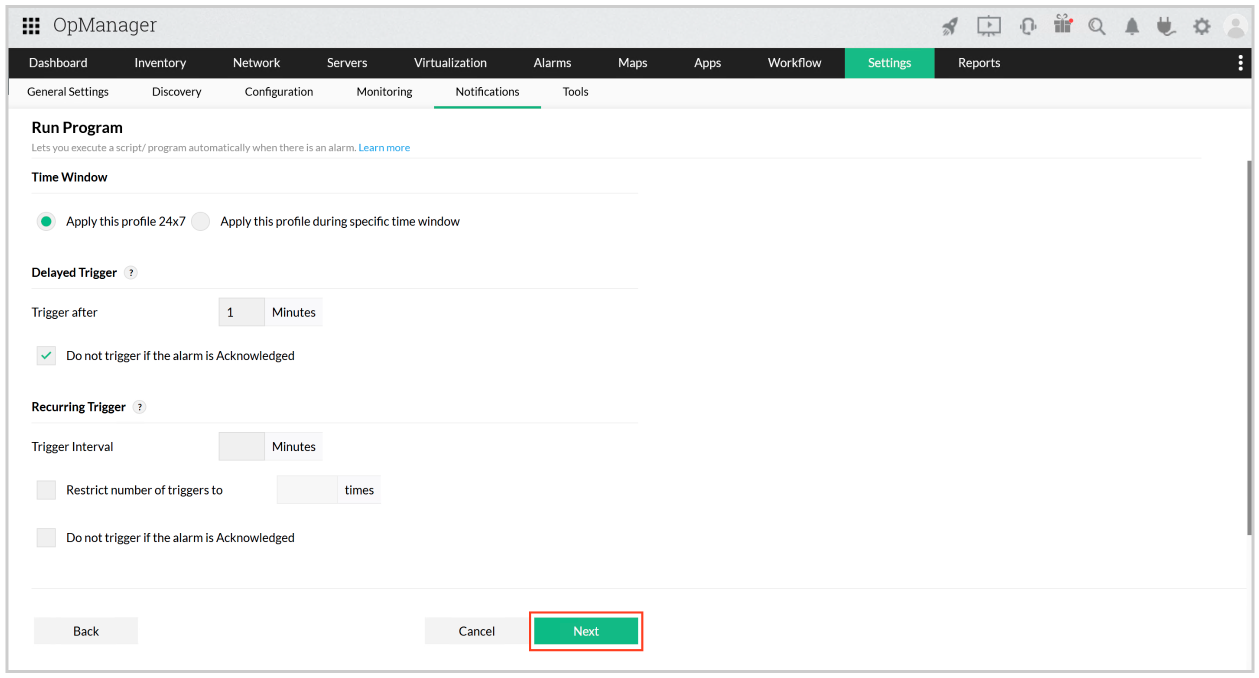 OpManager
Dashboard Inventory Network Servers Virtualization Alarms Maps Apps Workflow Settings Reports
General Settings Discovery Configuration Monitoring Notifications Tools
Run Program
Lets you execute a script/ program automatically when there is an alarm. Learn more
Time Window
Apply this profile 24x7 Apply this profile during specific time window
Delayed Trigger ?
Trigger after 1 Minutes
Do not trigger if the alarm is Acknowledged
Recurring Trigger ?
Trigger Interval Minutes
Restrict number of triggers to times
Do not trigger if the alarm is Acknowledged
Back Cancel Next